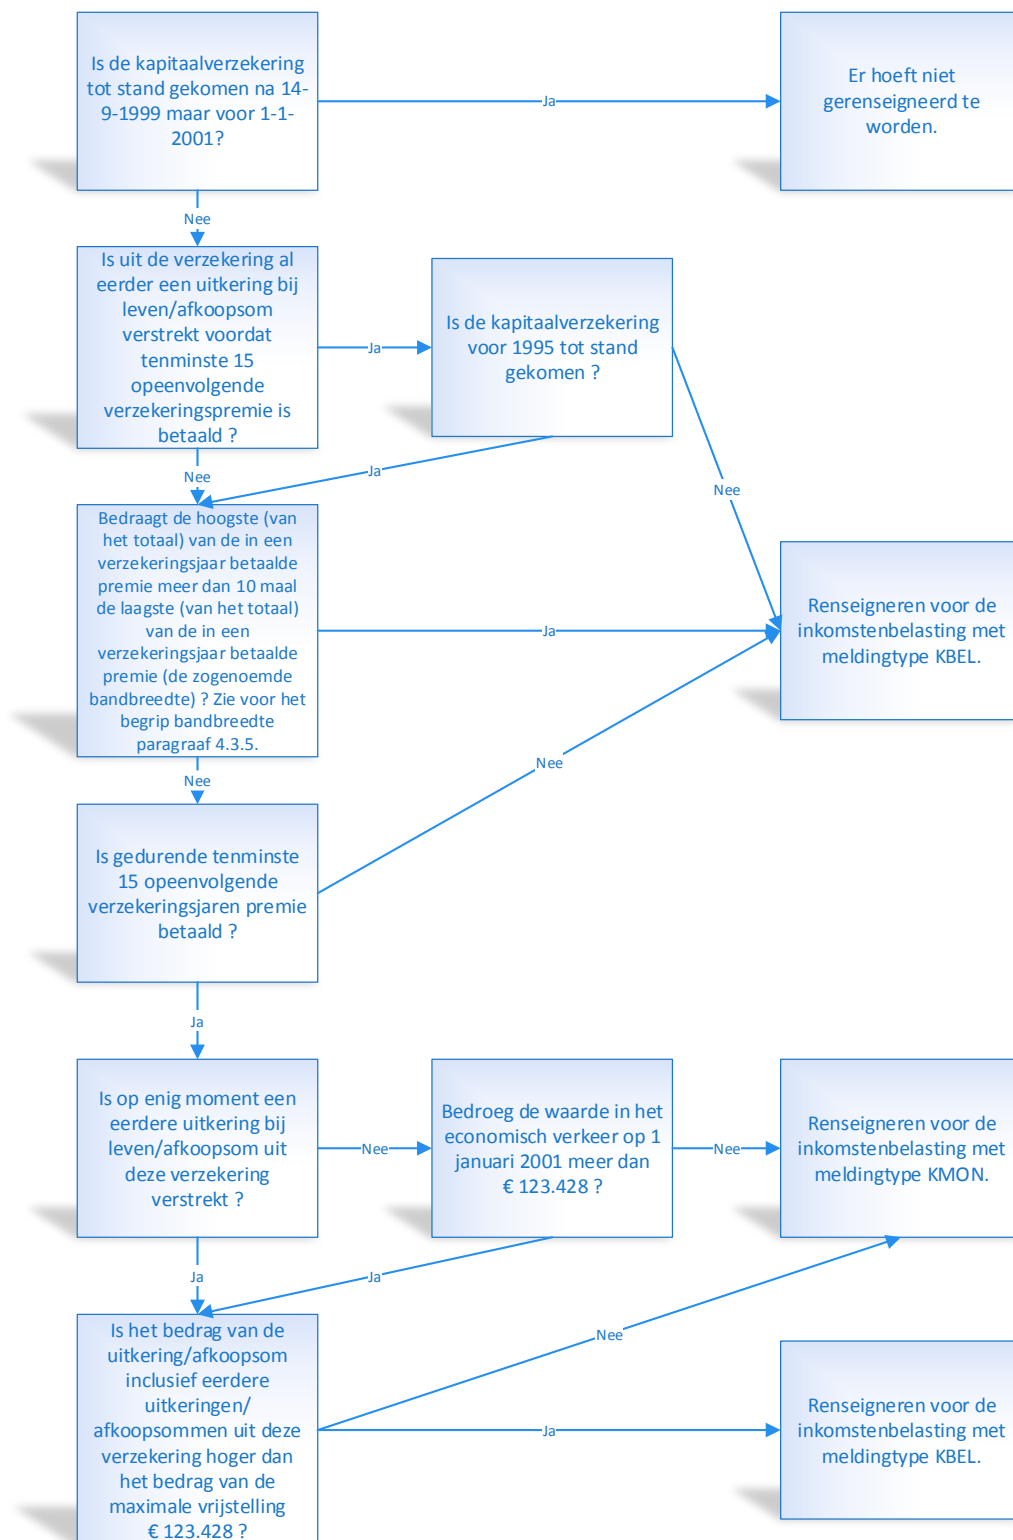 Is de kapitaalverzekering
tot stand gekomen na 14-
9-1999 maar voor 1-1-
2001?
Ja
Er hoeft niet
gerenseigneerd te
worden.
Nee
Is uit de verzekering al
eerder een uitkering bij
leven/afkoopsom
verstrekt voordat
tenminste 15
opeenvolgende
verzekeringspremie is
betaald ?
Ja
Is de kapitaalverzekering
voor 1995 tot stand
gekomen ?
Nee
Ja
Nee
Bedraagt de hoogste (van
het totaal) van de in een
verzekeringsjaar betaalde
premie meer dan 10 maal
de laagste (van het totaal)
van de in een
verzekeringsjaar betaalde
premie (de zogenoemde
bandbreedte) ? Zie voor het
begrip bandbreedte
paragraaf 4.3.5.
Ja
Renseigneren voor de
inkomstenbelasting met
meldingtype KBEL.
Nee
Nee
Is gedurende tenminste
15 opeenvolgende
verzekeringsjaren premie
betaald ?
Ja
Is op enig moment een
eerdere uitkering bij
leven/afkoopsom uit
deze verzekering
verstrekt ?
Nee
Bedroeg de waarde in het
economisch verkeer op 1
januari 2001 meer dan
€ 123.428 ?
Nee
Renseigneren voor de
inkomstenbelasting met
meldingtype KMON.
Ja
Ja
Is het bedrag van de
uitkering/afkoopsom
inclusief eerdere
uitkeringen/
afkoopsommen uit deze
verzekering hoger dan
het bedrag van de
maximale vrijstelling
€ 123.428 ?
Nee
Ja
Renseigneren voor de
inkomstenbelasting met
meldingtype KBEL.